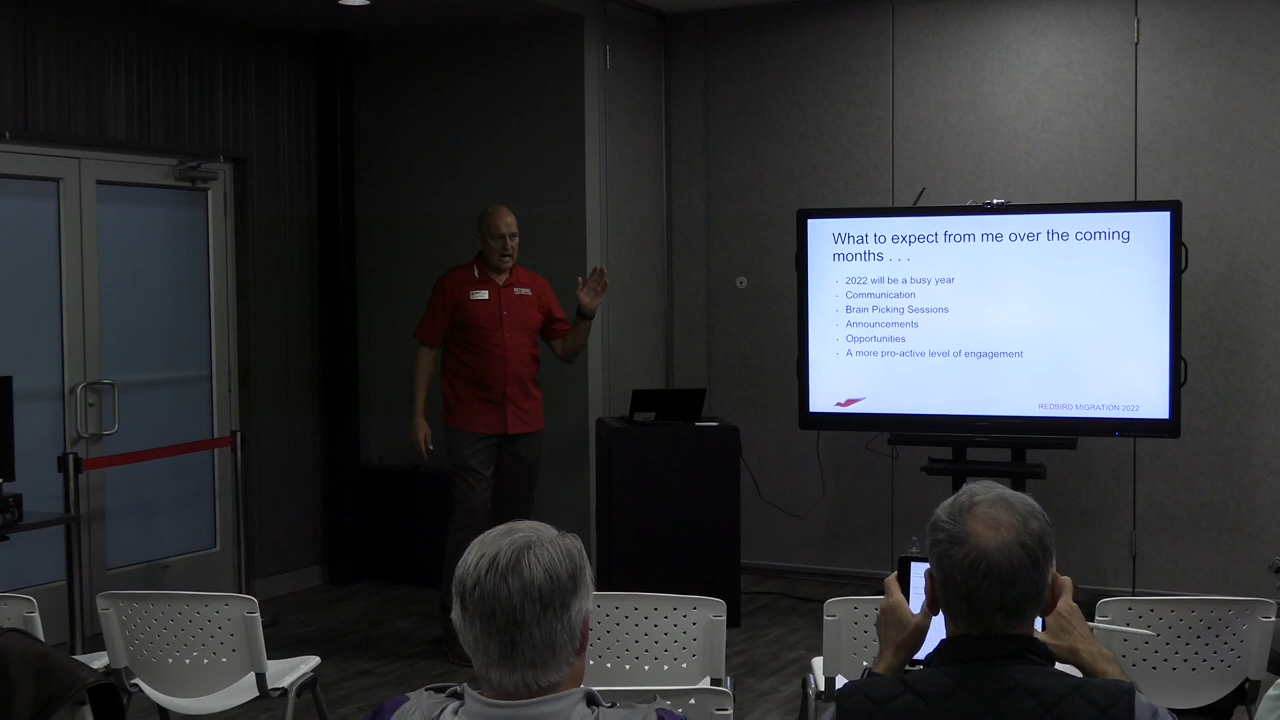 What to expect from me over the coming
months . . .
· 2022 will be a busy year
· Communication
· Brain Picking Sessions
· Announcements
· Opportunities
· A more pro-active level of engagement
REDBIRD MIGRATION 2022